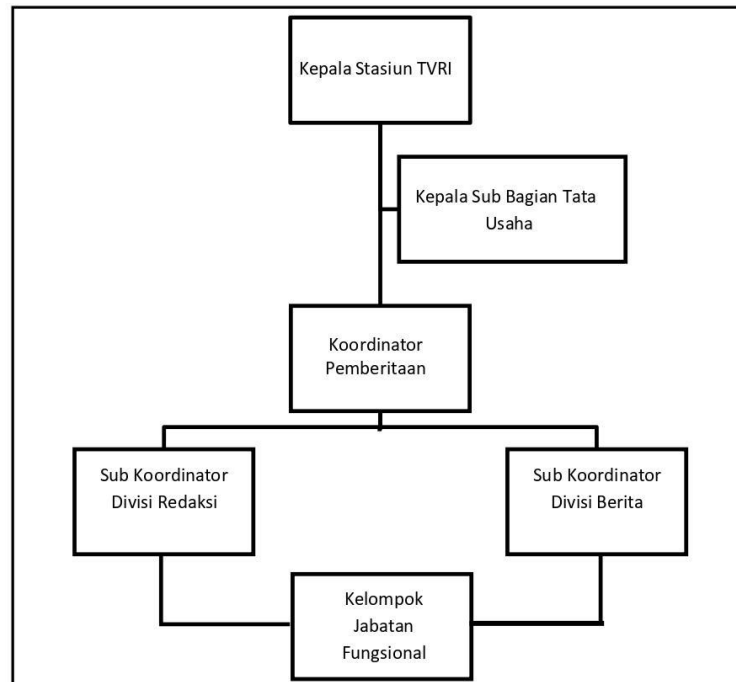 Kepala Stasiun TVRI
Kepala Sub Bagian Tata
Usaha
Koordinator
Pemberitaan
Sub Koordinator
Divisi Redaksi
Sub Koordinator
Divisi Berita
Kelompok
Jabatan
Fungsional